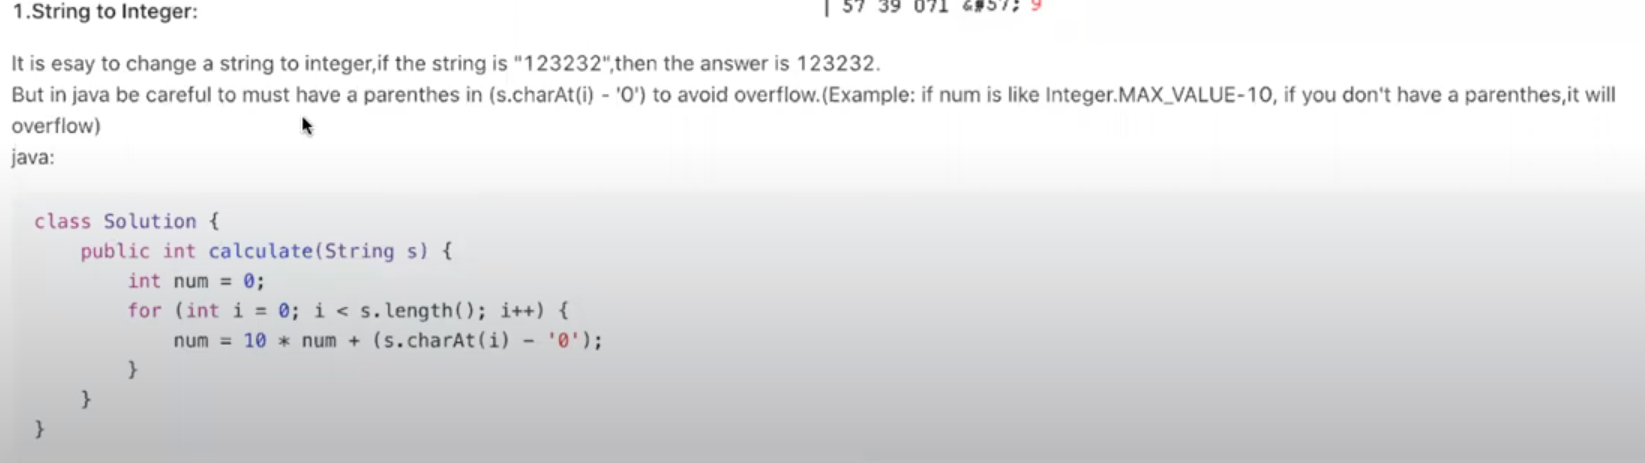 1.String to Integer:
| 57 39 071 &#57; 9
It is esay to change a string to integer,if the string is "123232",then the answer is 123232.
But in java be careful to must have a parenthes in (s.charAt(i) - '0') to avoid overflow.(Example: if num is like Integer.MAX_VALUE-10, if you don't have a parenthes,it will
overflow)
java:
class Solution {
    public int calculate(String s) {
        int num = 0;
        for (int i = 0; i < s.length(); i++) {
            num = 10 * num + (s.charAt(i) - '0');
        }
    }
}